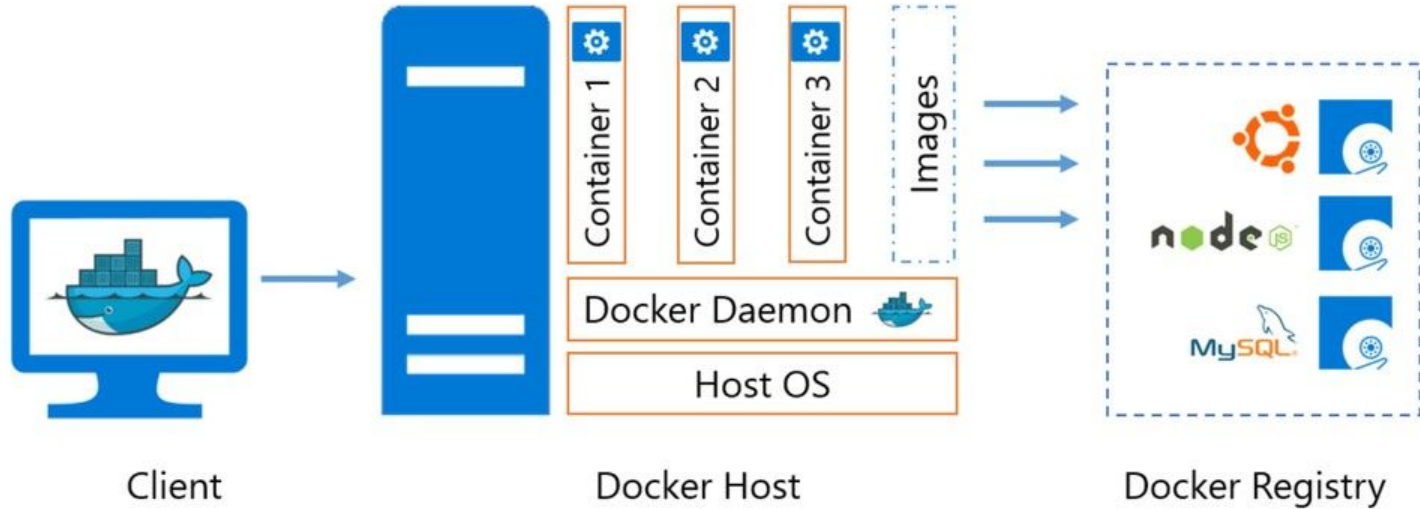 Container 1
Container 2
Container 3
Images
Docker Daemon
Host OS
node JS
MySQL
Client
Docker Host
Docker Registry